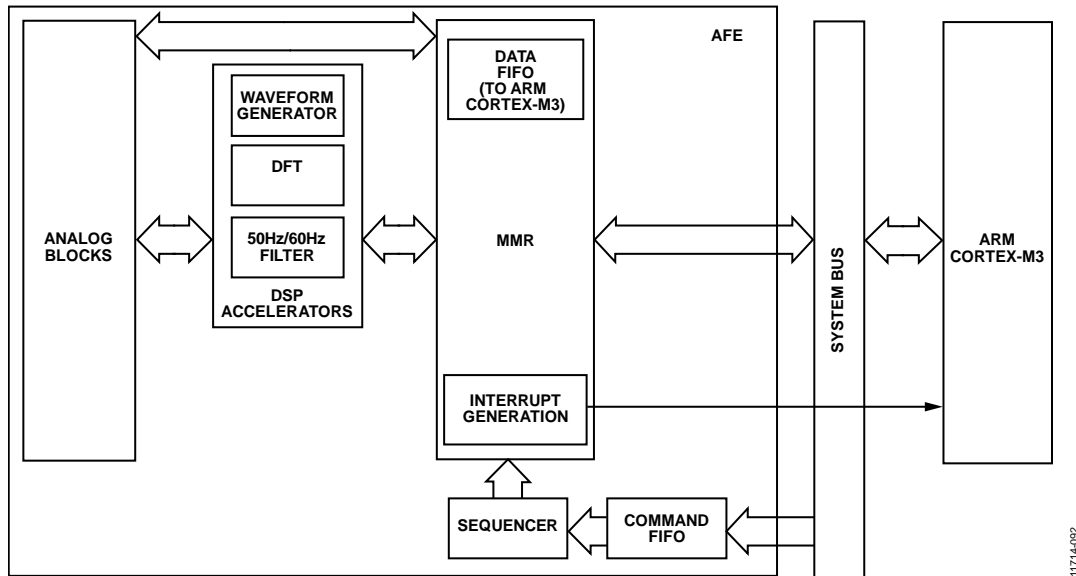 AFE
DATA
FIFO
(TO ARM
CORTEX-M3)
WAVEFORM
GENERATOR
DFT
50Hz/60Hz
FILTER
DSP
ACCELERATORS
ANALOG
BLOCKS
MMR
INTERRUPT
GENERATION
SEQUENCER
COMMAND
FIFO
SYSTEM BUS
ARM
CORTEX-M3
11714-092